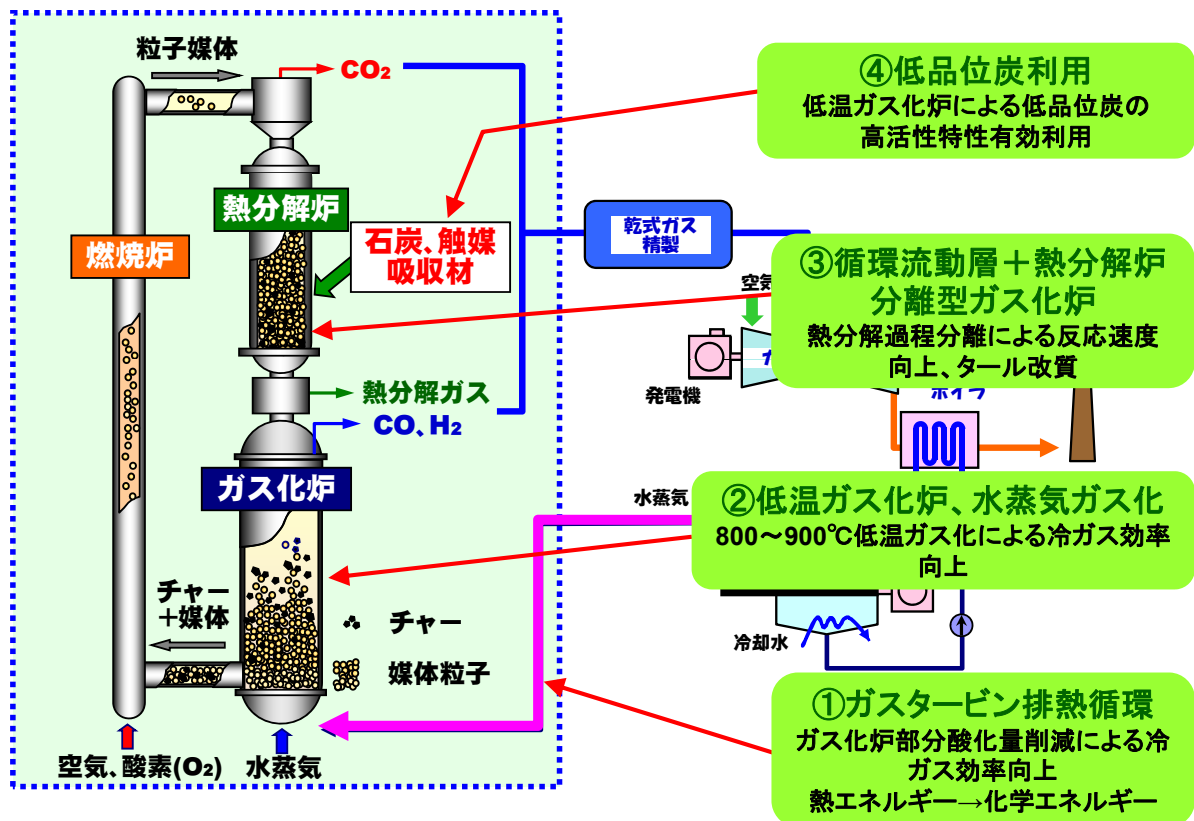 粒子媒体
CO₂
熱分解炉
燃焼炉
石炭、触媒
吸収材
熱分解ガス
CO、H₂
ガス化炉
チャー
＋媒体
チャー
媒体粒子
空気、酸素(O₂)
水蒸気
乾式ガス
精製
空気
発電機
ボイラ
水蒸気
冷却水
④低品位炭利用
低温ガス化炉による低品位炭の
高活性特性有効利用
③循環流動層＋熱分解炉
分離型ガス化炉
熱分解過程分離による反応速度
向上、タール改質
②低温ガス化炉、水蒸気ガス化
800～900℃低温ガス化による冷ガス効率
向上
①ガスタービン排熱循環
ガス化炉部分酸化量削減による冷
ガス効率向上
熱エネルギー→化学エネルギー